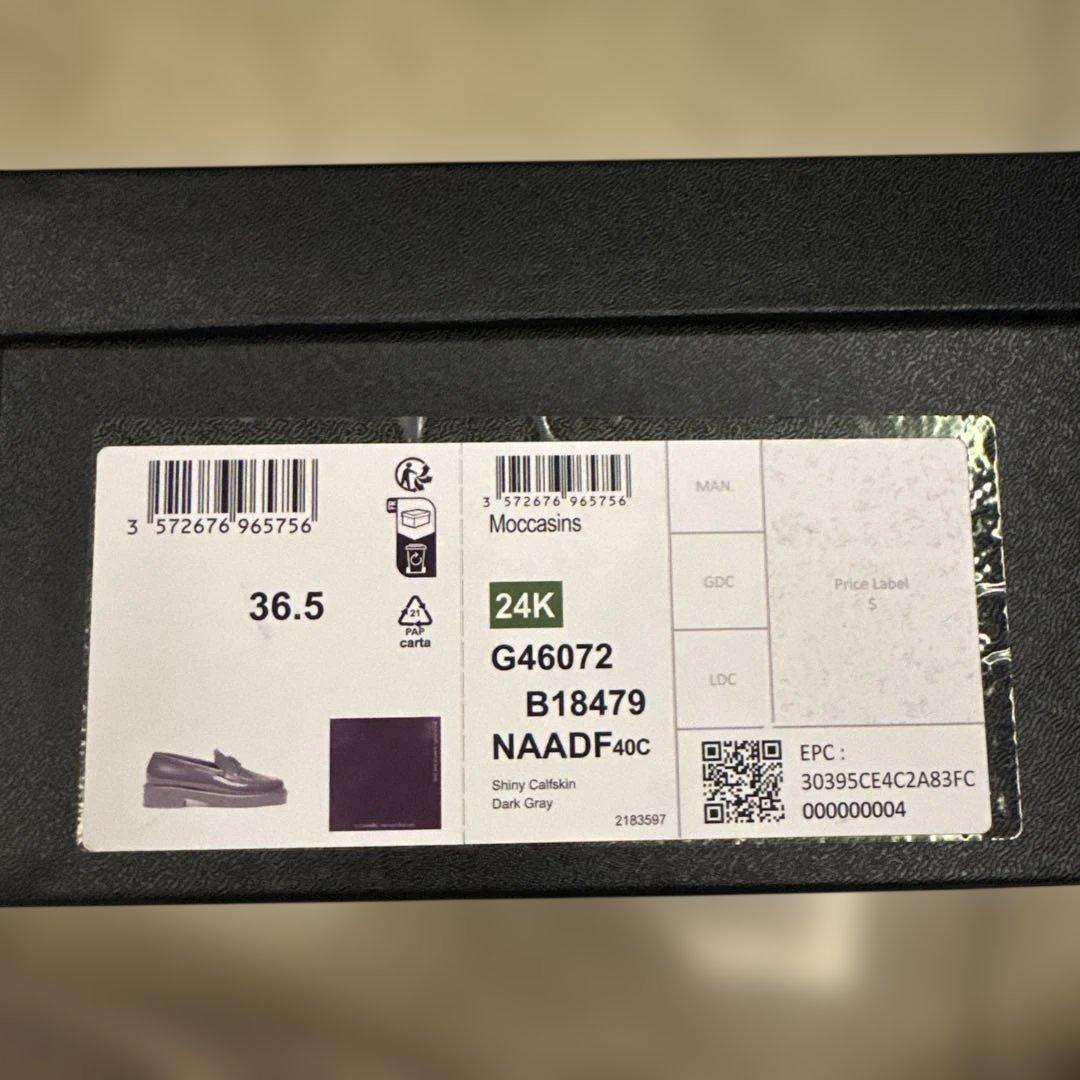 3 572676 965756
36.5
FR
21
PAP
carta
3 572676 965756
Moccasins
24K
G46072
B18479
NAADF40C
Shiny Calfskin
Dark Gray
2183597
MAN.
GDC
LDC
Price Label
$
EPC :
30395CE4C2A83FC
000000004